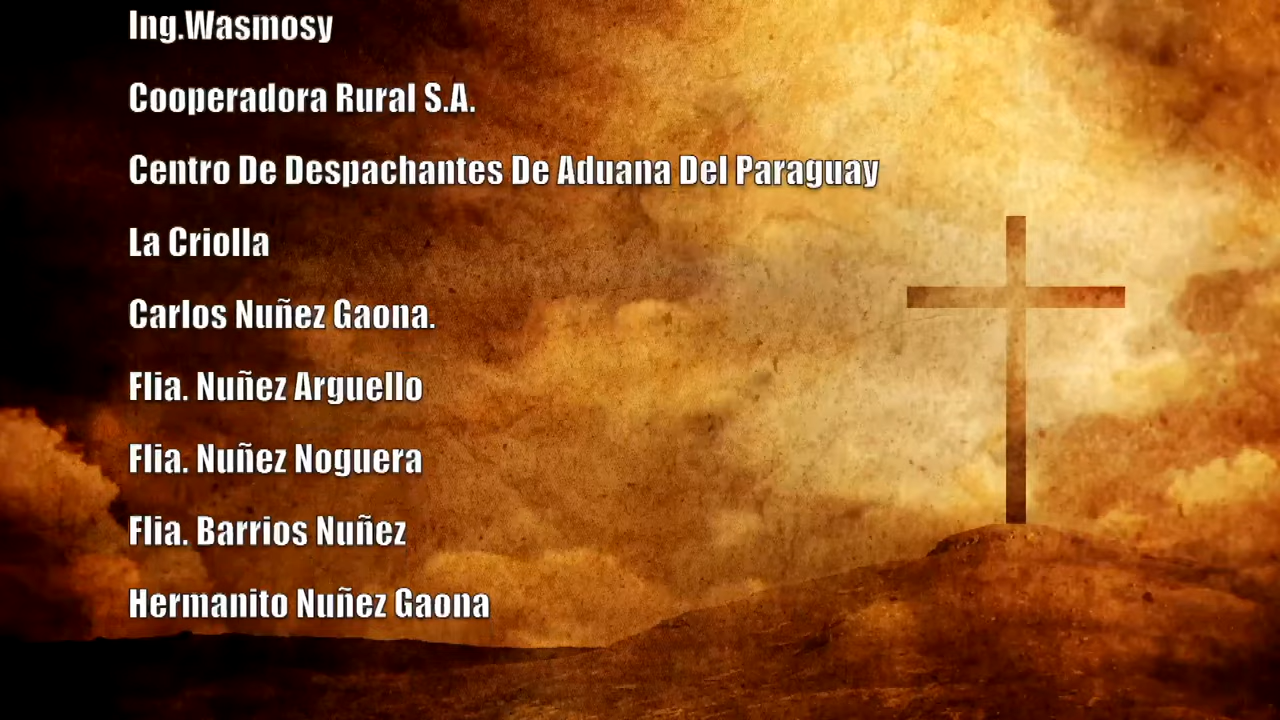 Ing.Wasmosy
Cooperadora Rural S.A.
Centro De Despachantes De Aduana Del Paraguay
La Criolla
Carlos Nuñez Gaona.
Flia. Nuñez Arguello
Flia. Nuñez Noguera
Flia. Barrios Nuñez
Hermanito Nuñez Gaona